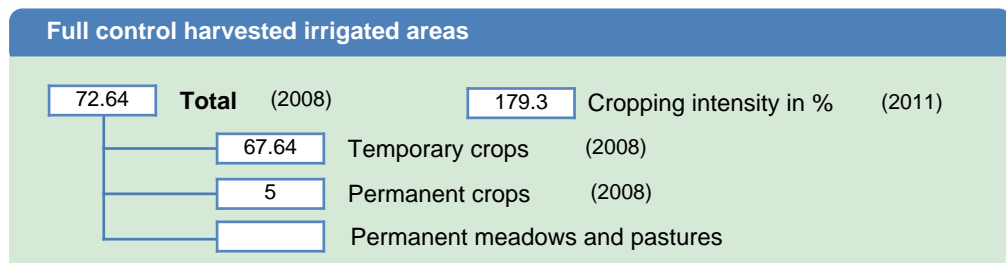 Full control harvested irrigated areas
72.64 Total (2008) 179.3 Cropping intensity in % (2011)
67.64 Temporary crops (2008)
5 Permanent crops (2008)
Permanent meadows and pastures